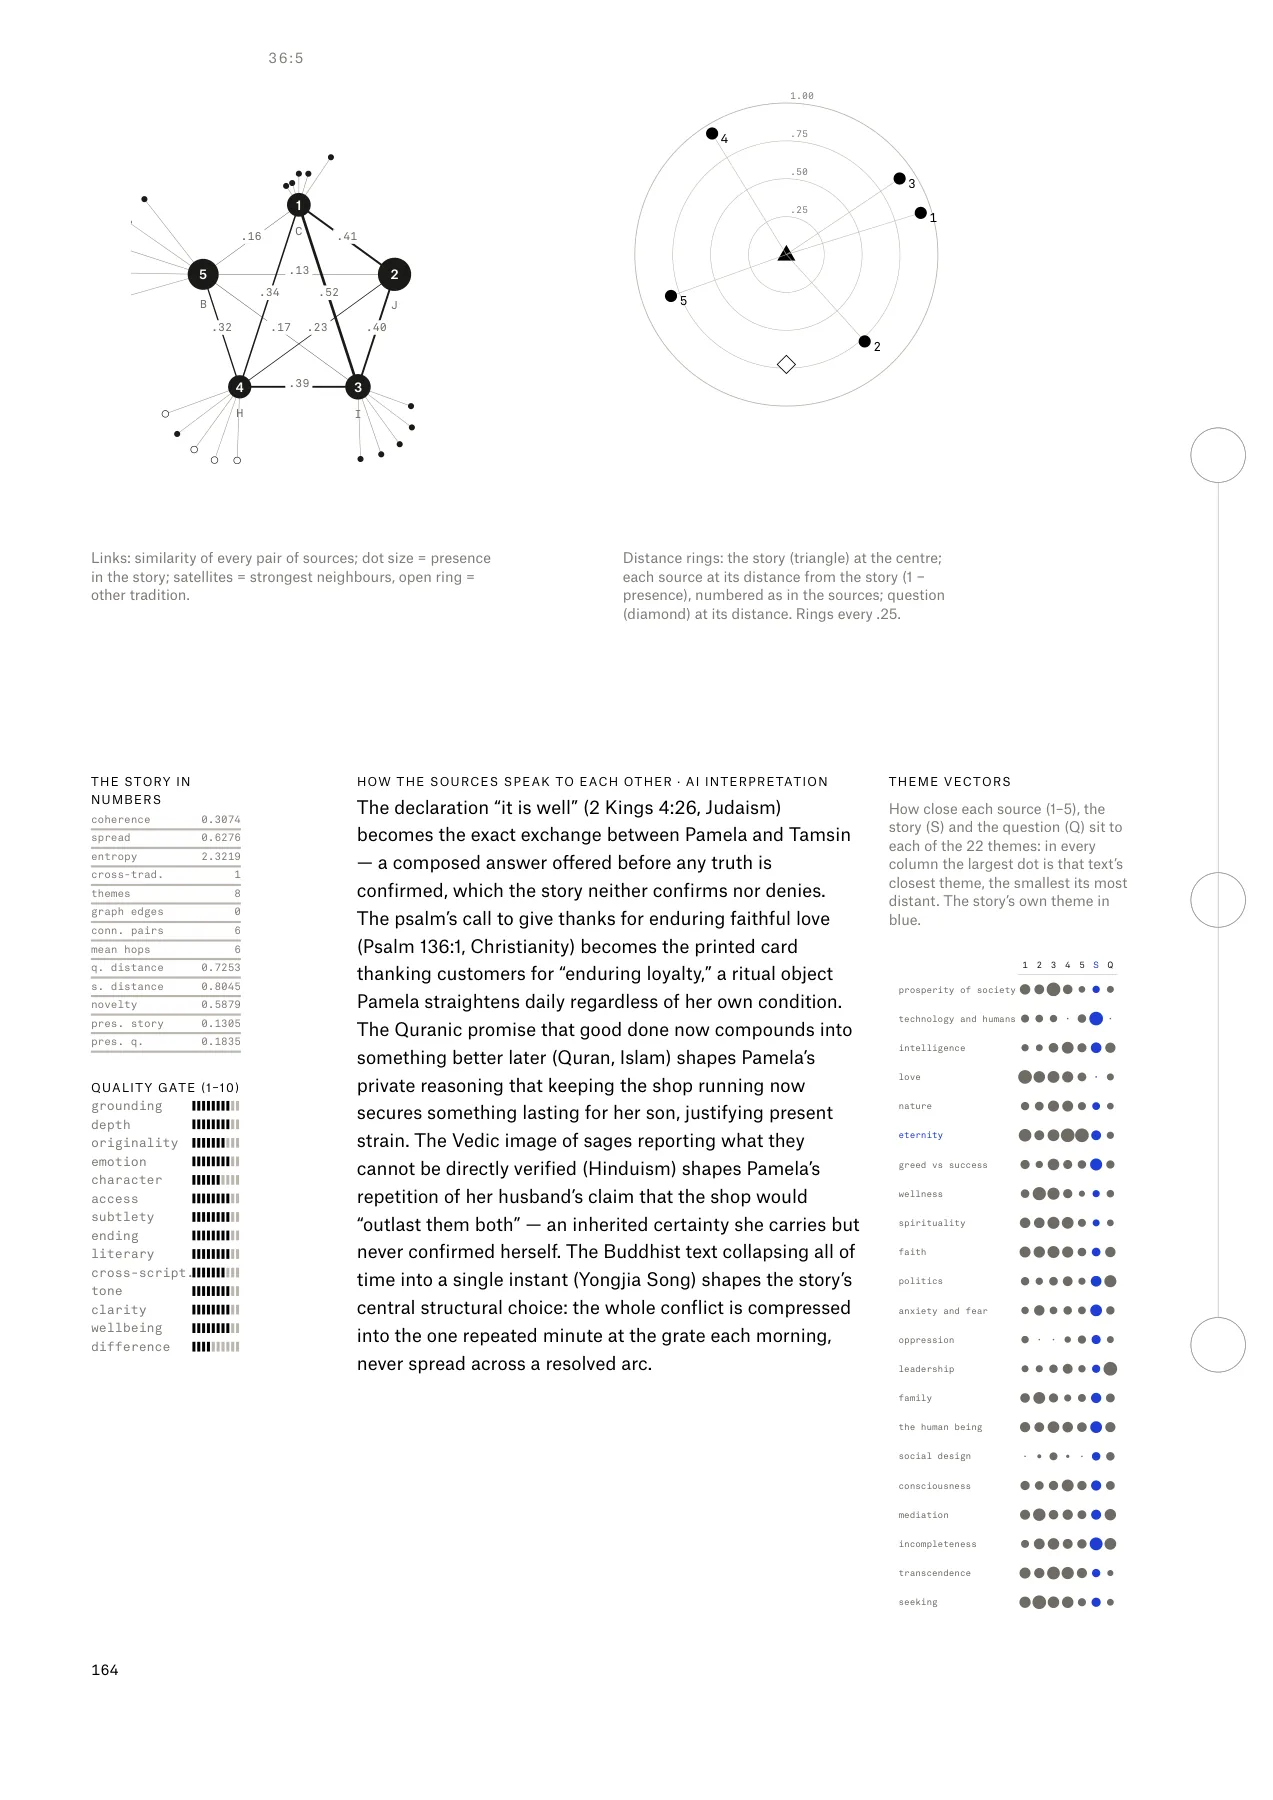 36:5
1
C
2
J
3
I
4
H
5
B
.16
.41
.13
.34
.52
.32
.17
.23
.40
.39
1.00
.75
.50
.25
4
3
1
5
2
Links: similarity of every pair of sources; dot size = presence
in the story; satellites = strongest neighbours, open ring =
other tradition.
Distance rings: the story (triangle) at the centre;
each source at its distance from the story (1 –
presence), numbered as in the sources; question
(diamond) at its distance. Rings every .25.
THE STORY IN
NUMBERS
coherence 0.3074
spread 0.6276
entropy 2.3219
cross-trad. 1
themes 8
graph edges 0
conn. pairs 6
mean hops 6
q. distance 0.7253
s. distance 0.8045
novelty 0.5879
pres. story 0.1305
pres. q. 0.1835
QUALITY GATE (1–10)
grounding
depth
originality
emotion
character
access
subtlety
ending
literary
cross-script.
tone
clarity
wellbeing
difference
HOW THE SOURCES SPEAK TO EACH OTHER · AI INTERPRETATION
The declaration “it is well” (2 Kings 4:26, Judaism)
becomes the exact exchange between Pamela and Tamsin
— a composed answer offered before any truth is
confirmed, which the story neither confirms nor denies.
The psalm’s call to give thanks for enduring faithful love
(Psalm 136:1, Christianity) becomes the printed card
thanking customers for “enduring loyalty,” a ritual object
Pamela straightens daily regardless of her own condition.
The Quranic promise that good done now compounds into
something better later (Quran, Islam) shapes Pamela’s
private reasoning that keeping the shop running now
secures something lasting for her son, justifying present
strain. The Vedic image of sages reporting what they
cannot be directly verified (Hinduism) shapes Pamela’s
repetition of her husband’s claim that the shop would
“outlast them both” — an inherited certainty she carries but
never confirmed herself. The Buddhist text collapsing all of
time into a single instant (Yongjia Song) shapes the story’s
central structural choice: the whole conflict is compressed
into the one repeated minute at the grate each morning,
never spread across a resolved arc.
THEME VECTORS
How close each source (1–5), the
story (S) and the question (Q) sit to
each of the 22 themes: in every
column the largest dot is that text’s
closest theme, the smallest its most
distant. The story’s own theme in
blue.
1 2 3 4 5 S Q
prosperity of society
technology and humans
intelligence
love
nature
eternity
greed vs success
wellness
spirituality
faith
politics
anxiety and fear
oppression
leadership
family
the human being
social design
consciousness
mediation
incompleteness
transcendence
seeking
164